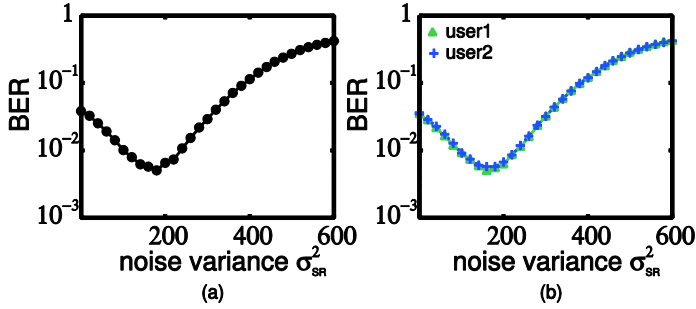 1
10⁻¹
10⁻²
10⁻³
BER
200 400 600
noise variance σ²SR
(a)
1
10⁻¹
10⁻²
10⁻³
BER
user1
user2
200 400 600
noise variance σ²SR
(b)